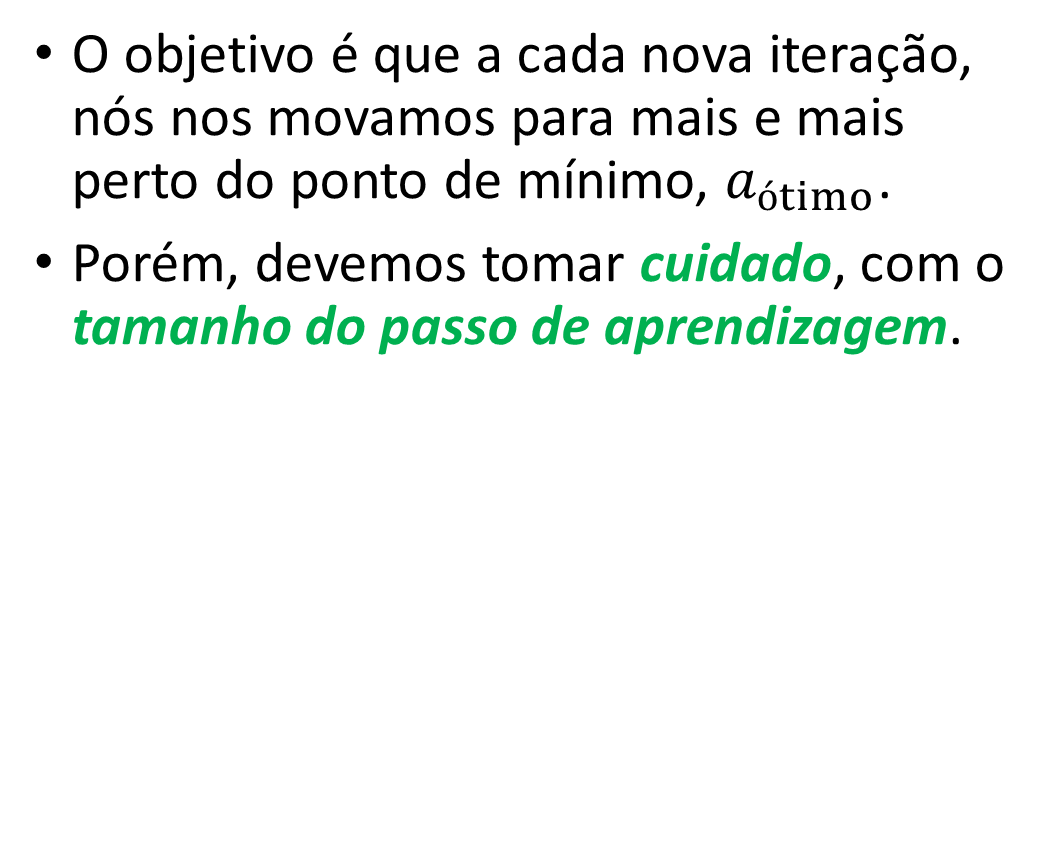 • O objetivo é que a cada nova iteração,
nós nos movamos para mais e mais
perto do ponto de mínimo, 𝑎ótimo.
• Porém, devemos tomar cuidado, com o
tamanho do passo de aprendizagem.